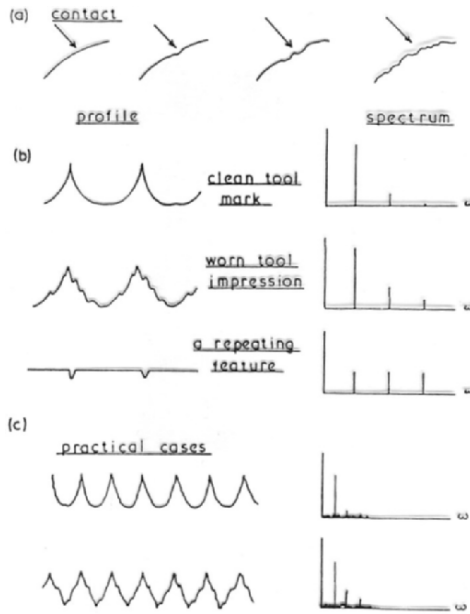 (a) contact
profile spectrum
(b)
clean tool
mark
ω
worn tool
impression
ω
a repeating
feature
ω
(c)
practical cases
ω
ω